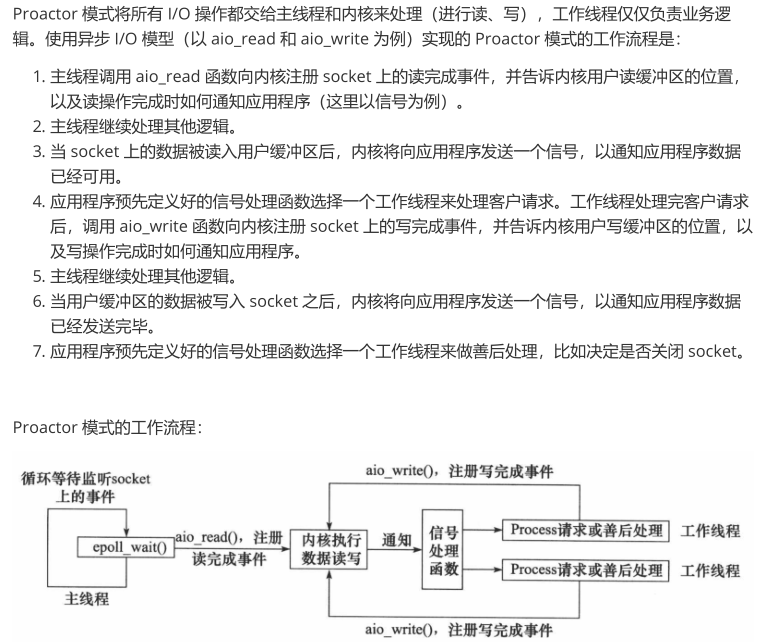 Proactor 模式将所有 I/O 操作都交给主线程和内核来处理（进行读、写），工作线程仅仅负责业务逻
辑。使用异步 I/O 模型（以 aio_read 和 aio_write 为例）实现的 Proactor 模式的工作流程是：
1. 主线程调用 aio_read 函数向内核注册 socket 上的读完成事件，并告诉内核用户读缓冲区的位置，
以及读操作完成时如何通知应用程序（这里以信号为例）。
2. 主线程继续处理其他逻辑。
3. 当 socket 上的数据被读入用户缓冲区后，内核将向应用程序发送一个信号，以通知应用程序数据
已经可用。
4. 应用程序预先定义好的信号处理函数选择一个工作线程来处理客户请求。工作线程处理完客户请求
后，调用 aio_write 函数向内核注册 socket 上的写完成事件，并告诉内核用户写缓冲区的位置，以
及写操作完成时如何通知应用程序。
5. 主线程继续处理其他逻辑。
6. 当用户缓冲区的数据被写入 socket 之后，内核将向应用程序发送一个信号，以通知应用程序数据
已经发送完毕。
7. 应用程序预先定义好的信号处理函数选择一个工作线程来做善后处理，比如决定是否关闭 socket。
Proactor 模式的工作流程：
aio_write()，注册写完成事件
循环等待监听socket
上的事件
epoll_wait()
主线程
aio_read()，注册
读完成事件
内核执行
数据读写
通知
信号
处理
函数
Process请求或善后处理
工作线程
Process请求或善后处理
工作线程
aio_write()，注册写完成事件